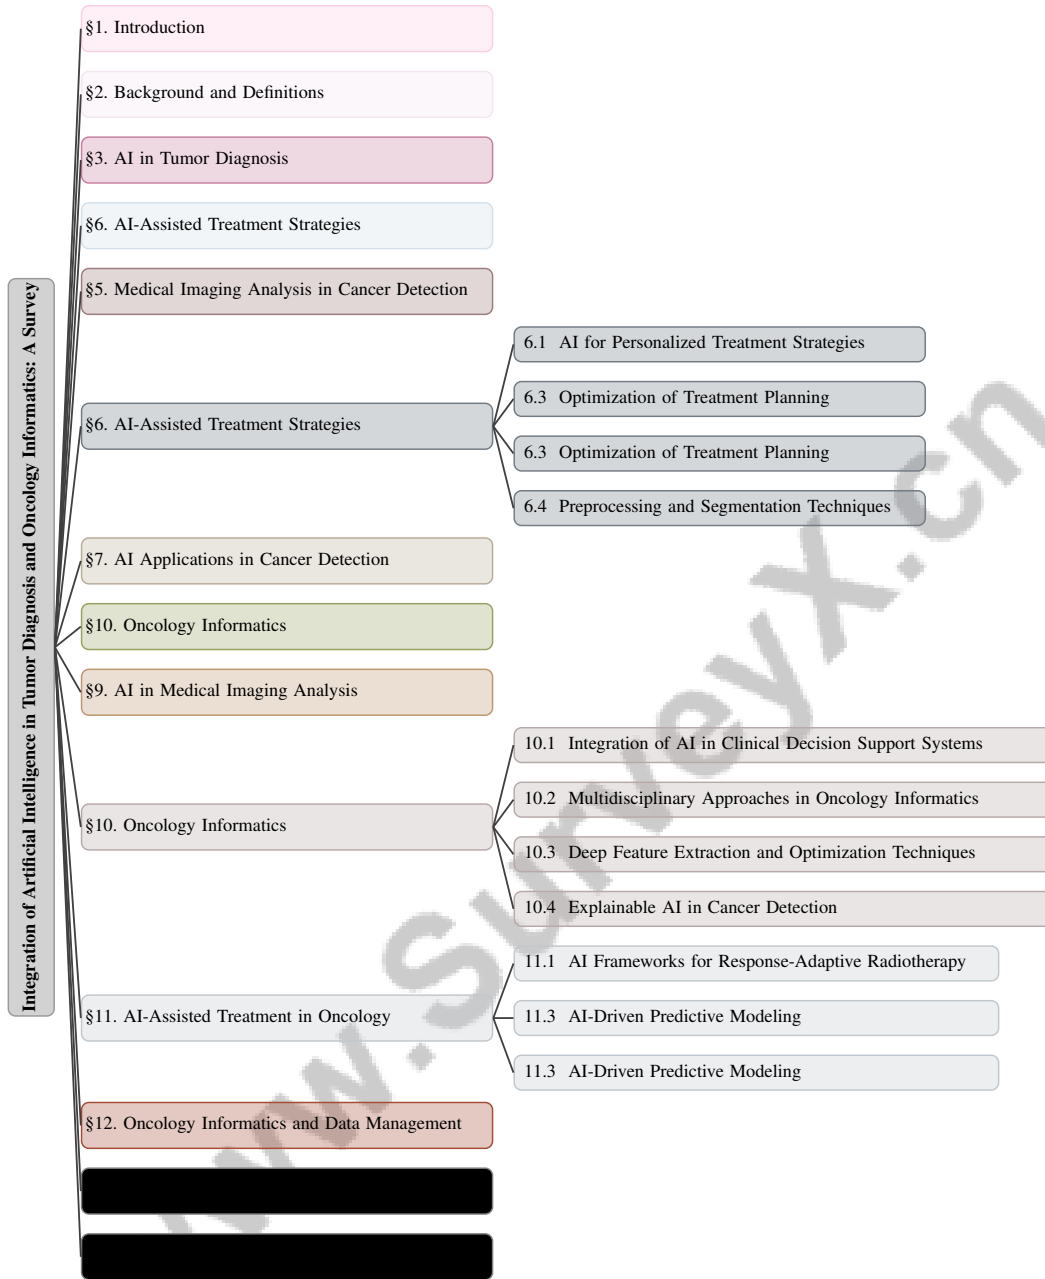 Integration of Artificial Intelligence in Tumor Diagnosis and Oncology Informatics: A Survey
§1. Introduction
§2. Background and Definitions
§3. AI in Tumor Diagnosis
§6. AI-Assisted Treatment Strategies
§5. Medical Imaging Analysis in Cancer Detection
§6. AI-Assisted Treatment Strategies
6.1 AI for Personalized Treatment Strategies
6.3 Optimization of Treatment Planning
6.3 Optimization of Treatment Planning
6.4 Preprocessing and Segmentation Techniques
§7. AI Applications in Cancer Detection
§10. Oncology Informatics
§9. AI in Medical Imaging Analysis
§10. Oncology Informatics
10.1 Integration of AI in Clinical Decision Support Systems
10.2 Multidisciplinary Approaches in Oncology Informatics
10.3 Deep Feature Extraction and Optimization Techniques
10.4 Explainable AI in Cancer Detection
§11. AI-Assisted Treatment in Oncology
11.1 AI Frameworks for Response-Adaptive Radiotherapy
11.3 AI-Driven Predictive Modeling
11.3 AI-Driven Predictive Modeling
§12. Oncology Informatics and Data Management
www.SurveyX.cn